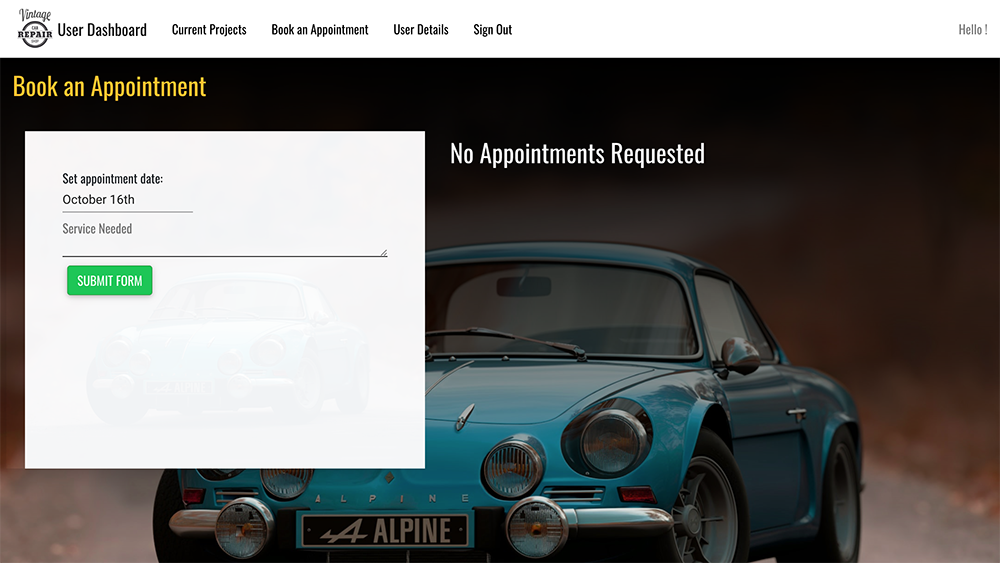 Vintage
CAR
REPAIR
SHOP
User Dashboard
Current Projects
Book an Appointment
User Details
Sign Out
Hello !
Book an Appointment
No Appointments Requested
Set appointment date:
October 16th
Service Needed
SUBMIT FORM
ALPINE
A L P I N E
ALPINE